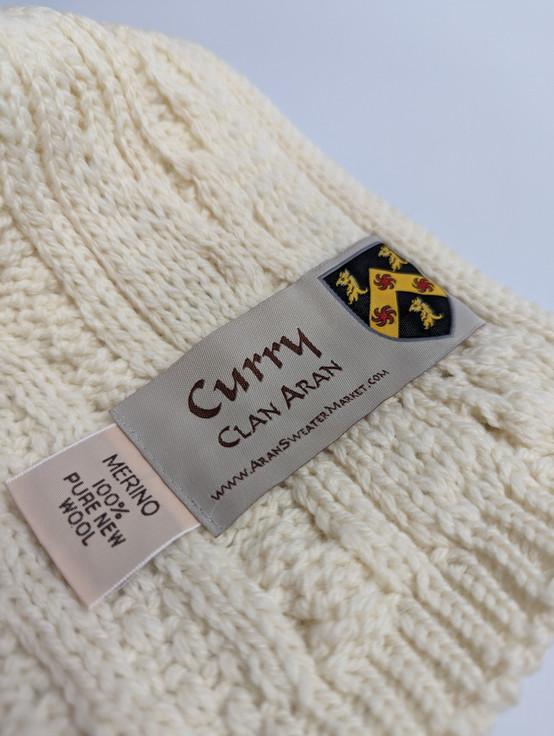 Curry
CLAN ARAN
WWW.ARANSWEATERMARKET.COM
MERINO
100%
PURE NEW
WOOL